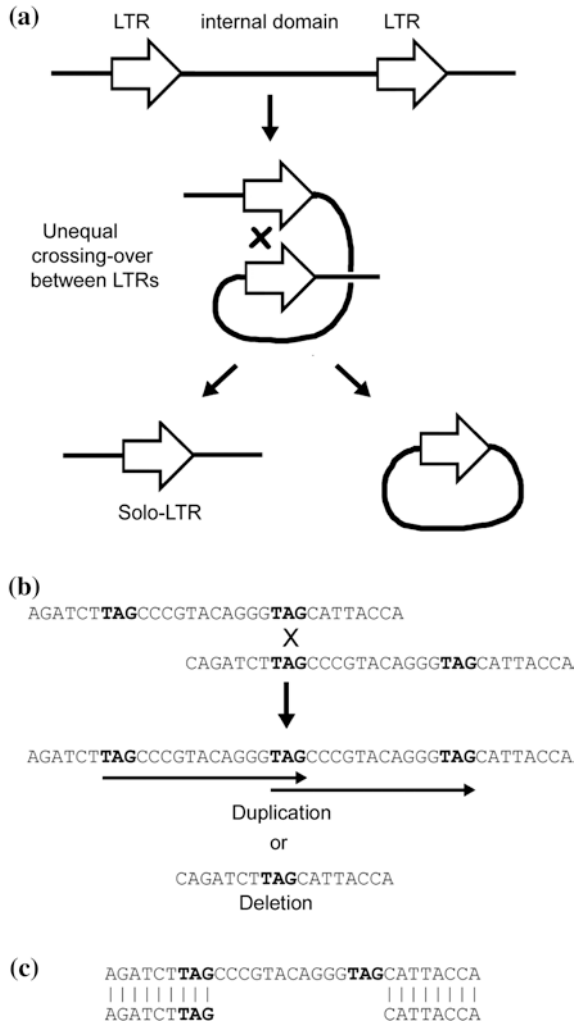 (a)
LTR internal domain LTR
Unequal
crossing-over
between LTRs
Solo-LTR
(b)
AGATCTTAGCCCGTACAGGGTAGCATTACCA
X
CAGATCTTAGCCCGTACAGGGTAGCATTACCA
AGATCTTAGCCCGTACAGGGTAGCCCGTACAGGGTAGCATTACCA
Duplication
or
CAGATCTTAGCATTACCA
Deletion
(c)
AGATCTTAGCCCGTACAGGGTAGCATTACCA
AGATCTTAG CATTACCA